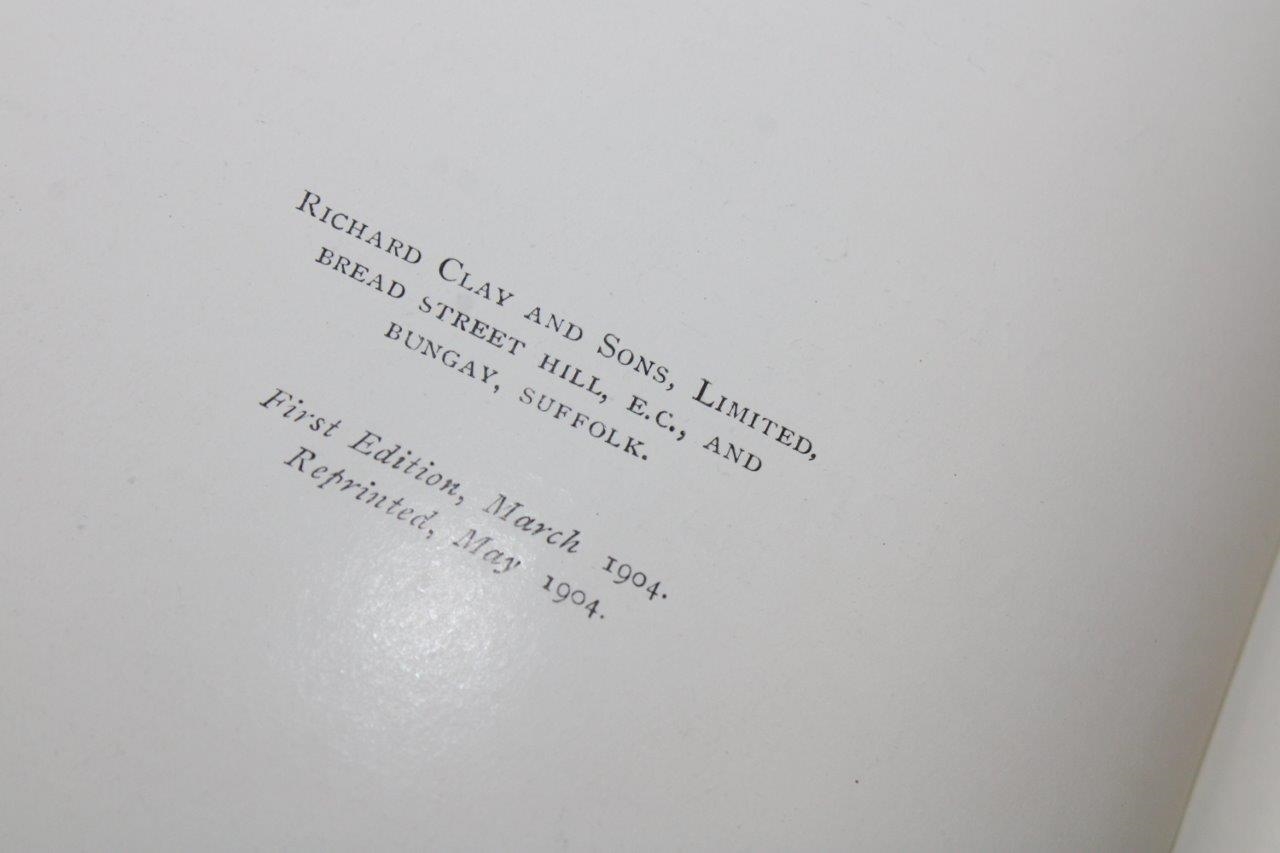 Richard Clay and Sons, Limited,
BREAD STREET HILL, E.C., AND
BUNGAY, SUFFOLK.
First Edition, March 1904.
Reprinted, May 1904.